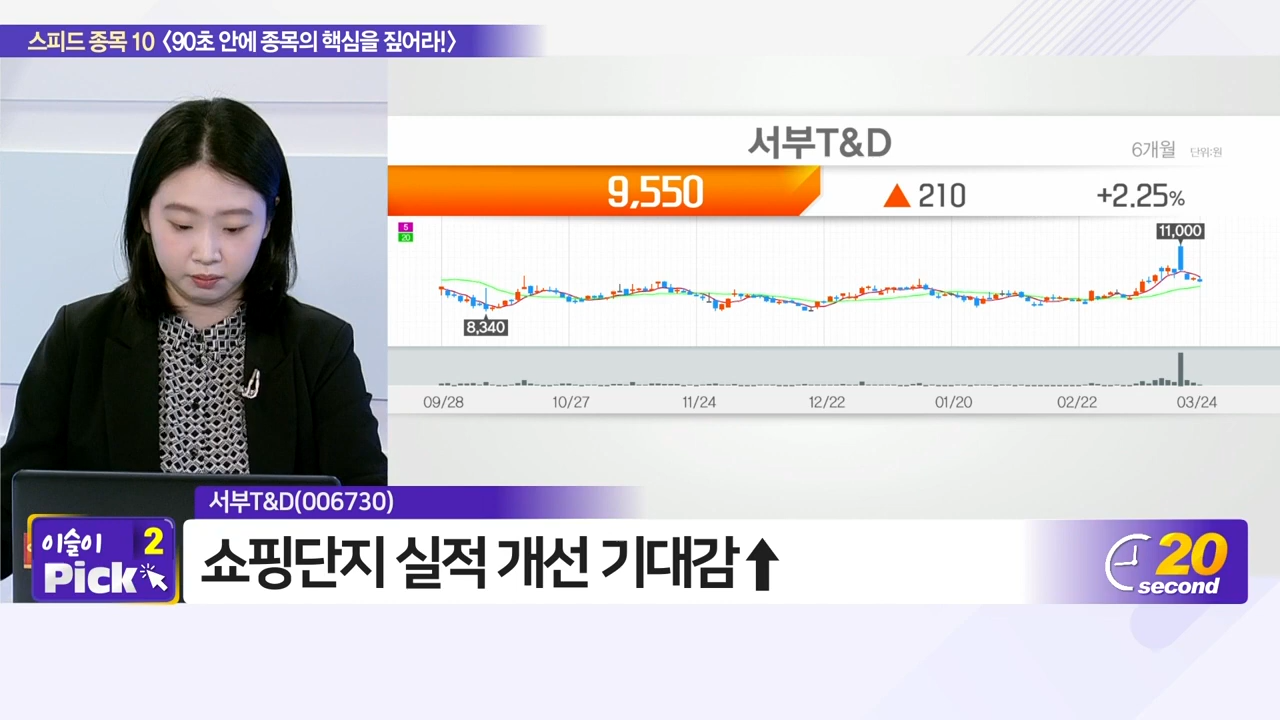 스피드 종목 10 〈90초 안에 종목의 핵심을 짚어라!〉
서부T&D
6개월 단위:원
9,550 ▲ 210 +2.25%
5
20
11,000
8,340
09/28 10/27 11/24 12/22 01/20 02/22 03/24
서부T&D(006730)
이슬이 2
Pick
쇼핑단지 실적 개선 기대감↑
20
second